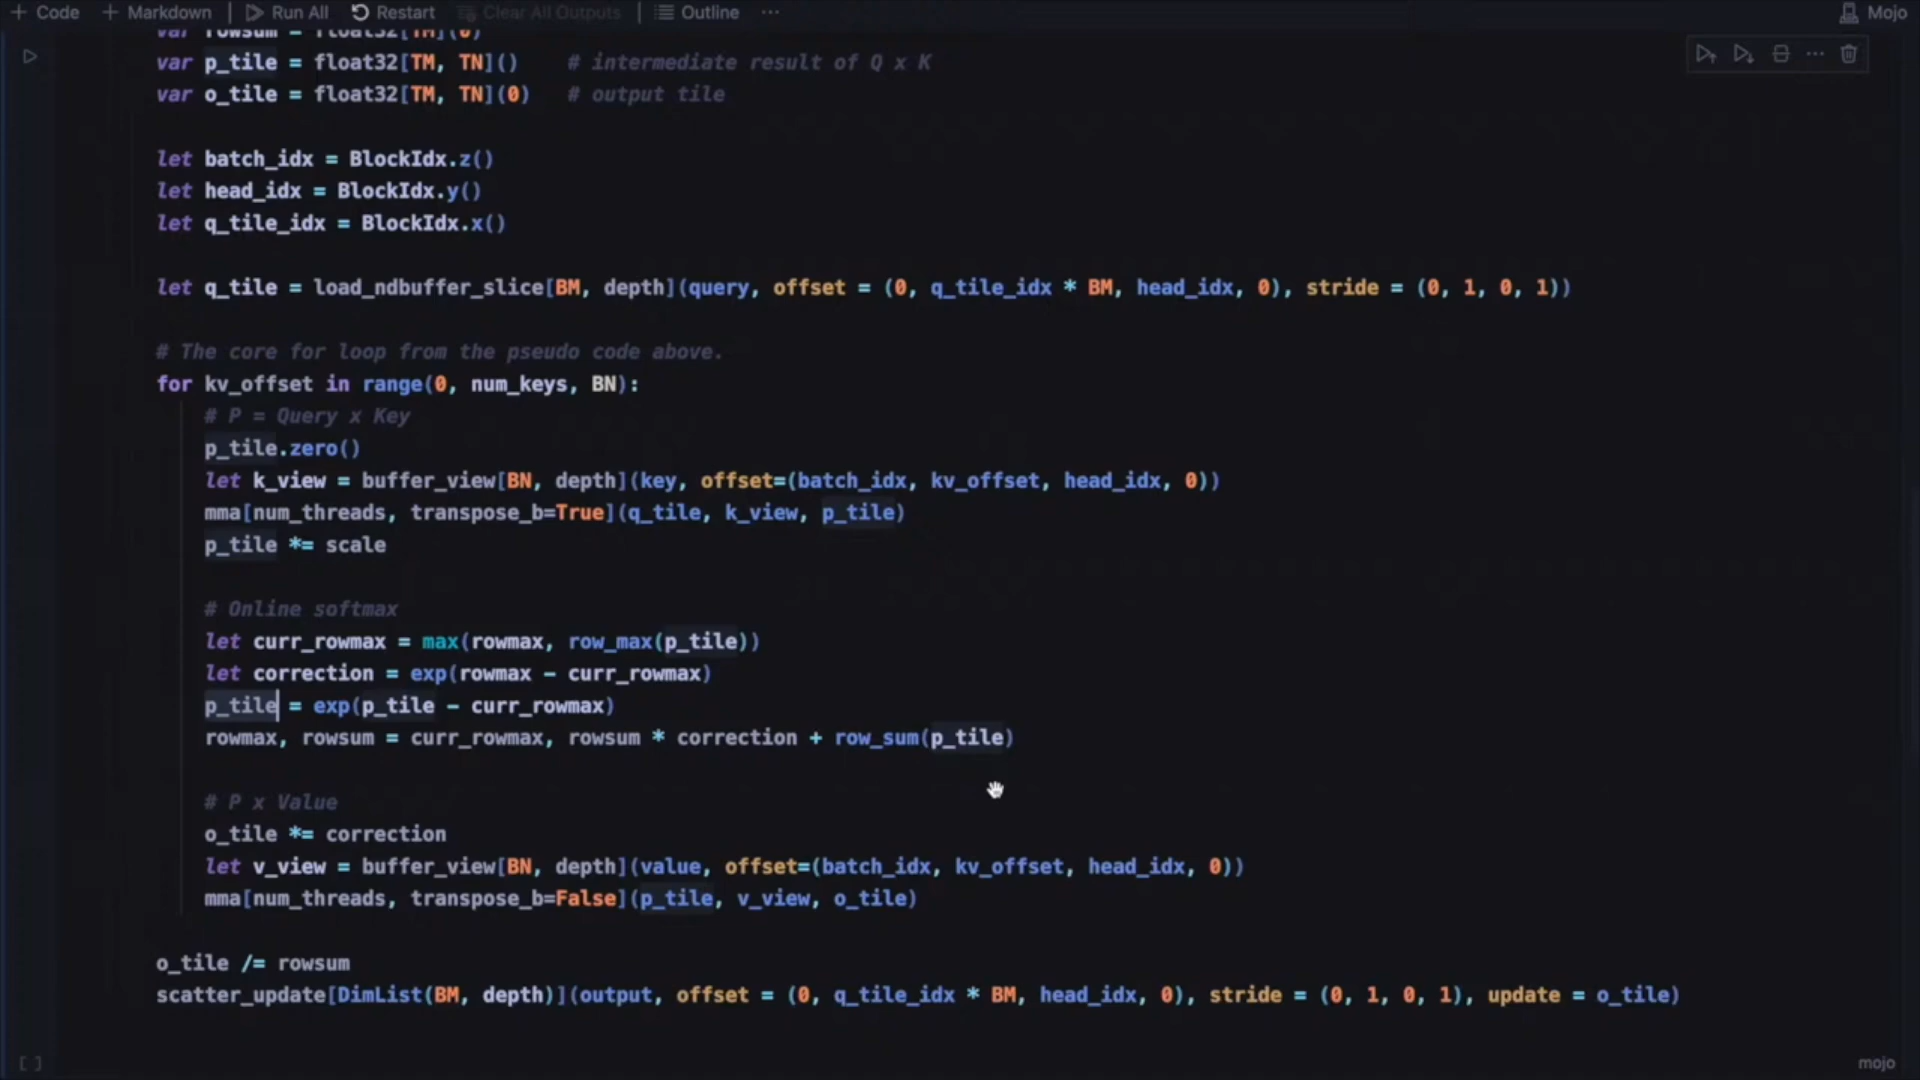 + Code + Markdown | Run All Restart Clear All Outputs | Outline ··· Mojo
var rowsum = float32[TM](0)
var p_tile = float32[TM, TN]() # intermediate result of Q x K
var o_tile = float32[TM, TN](0) # output tile
let batch_idx = BlockIdx.z()
let head_idx = BlockIdx.y()
let q_tile_idx = BlockIdx.x()
let q_tile = load_ndbuffer_slice[BM, depth](query, offset = (0, q_tile_idx * BM, head_idx, 0), stride = (0, 1, 0, 1))
# The core for loop from the pseudo code above.
for kv_offset in range(0, num_keys, BN):
# P = Query x Key
p_tile.zero()
let k_view = buffer_view[BN, depth](key, offset=(batch_idx, kv_offset, head_idx, 0))
mma[num_threads, transpose_b=True](q_tile, k_view, p_tile)
p_tile *= scale
# Online softmax
let curr_rowmax = max(rowmax, row_max(p_tile))
let correction = exp(rowmax - curr_rowmax)
p_tile = exp(p_tile - curr_rowmax)
rowmax, rowsum = curr_rowmax, rowsum * correction + row_sum(p_tile)
# P x Value
o_tile *= correction
let v_view = buffer_view[BN, depth](value, offset=(batch_idx, kv_offset, head_idx, 0))
mma[num_threads, transpose_b=False](p_tile, v_view, o_tile)
o_tile /= rowsum
scatter_update[DimList(BM, depth)](output, offset = (0, q_tile_idx * BM, head_idx, 0), stride = (0, 1, 0, 1), update = o_tile)
[ ] mojo